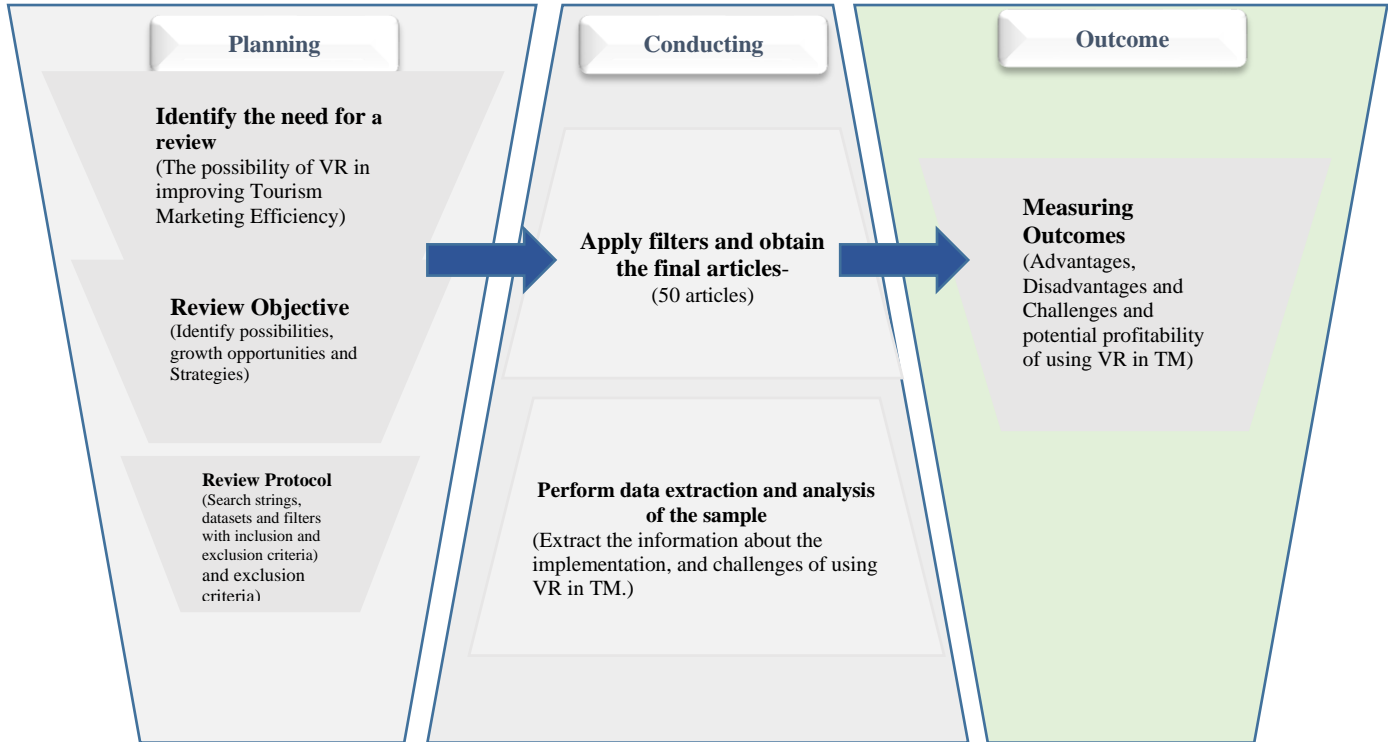 Planning
Identify the need for a
review
(The possibility of VR in
improving Tourism
Marketing Efficiency)
Review Objective
(Identify possibilities,
growth opportunities and
Strategies)
Review Protocol
(Search strings,
datasets and filters
with inclusion and
exclusion criteria)
and exclusion
criteria)
Conducting
Apply filters and obtain
the final articles-
(50 articles)
Perform data extraction and analysis
of the sample
(Extract the information about the
implementation, and challenges of using
VR in TM.)
Outcome
Measuring
Outcomes
(Advantages,
Disadvantages and
Challenges and
potential profitability
of using VR in TM)